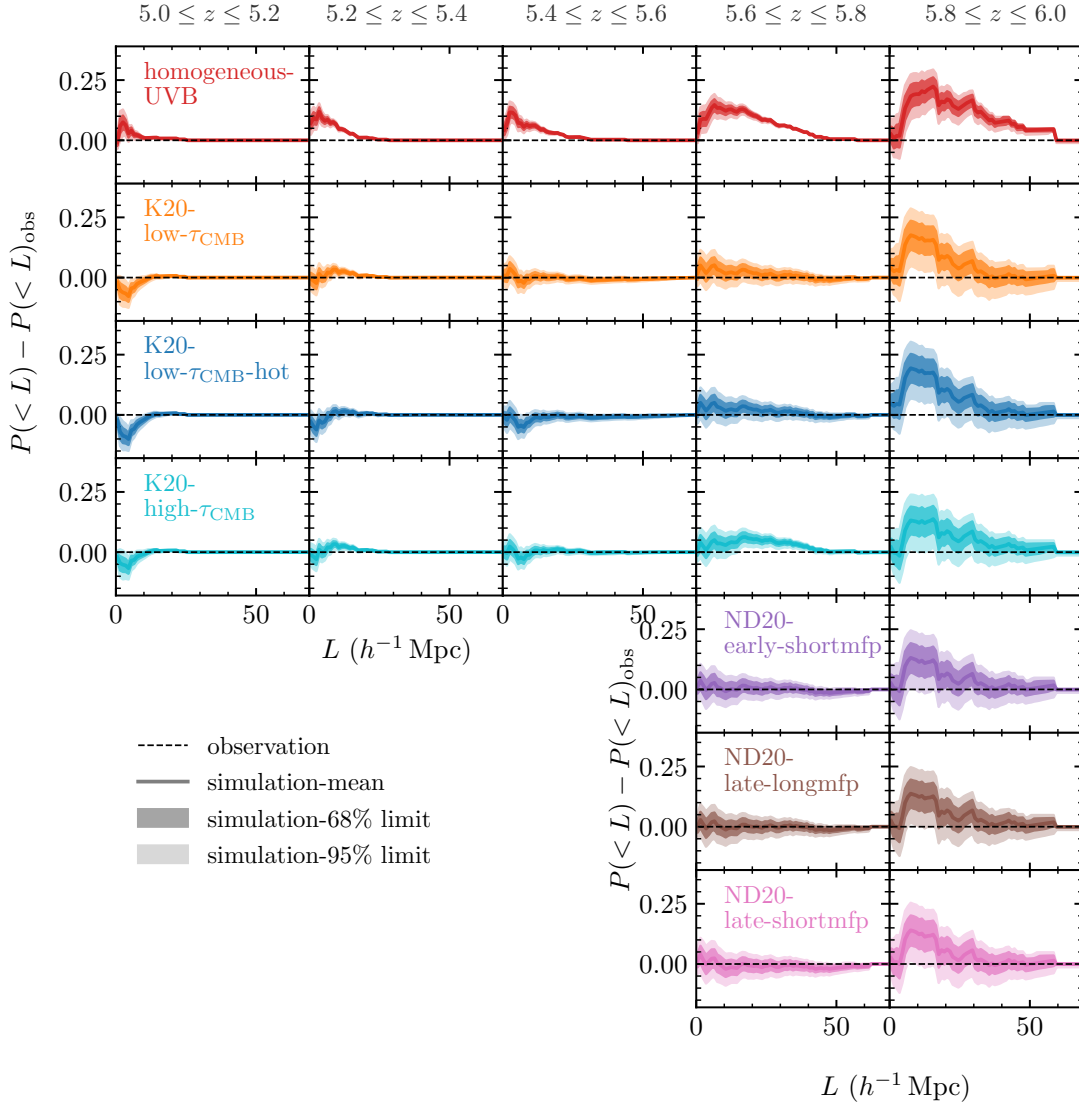 5.0 ≤ z ≤ 5.2   5.2 ≤ z ≤ 5.4   5.4 ≤ z ≤ 5.6   5.6 ≤ z ≤ 5.8   5.8 ≤ z ≤ 6.0
P(< L) − P(< L)obs
0.25
0.00
homogeneous-
UVB
0.25
0.00
K20-
low-τCMB
0.25
0.00
K20-
low-τCMB-hot
0.25
0.00
K20-
high-τCMB
0   50   0   50   0   50
L (h⁻¹ Mpc)
P(< L) − P(< L)obs
0.25
0.00
ND20-
early-shortmfp
0.25
0.00
ND20-
late-longmfp
0.25
0.00
ND20-
late-shortmfp
0   50   0   50
L (h⁻¹ Mpc)
observation
simulation-mean
simulation-68% limit
simulation-95% limit